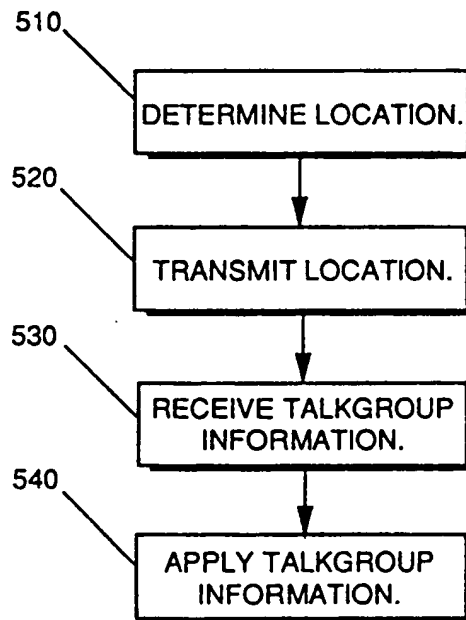 510
DETERMINE LOCATION.
520
TRANSMIT LOCATION.
530
RECEIVE TALKGROUP
INFORMATION.
540
APPLY TALKGROUP
INFORMATION.